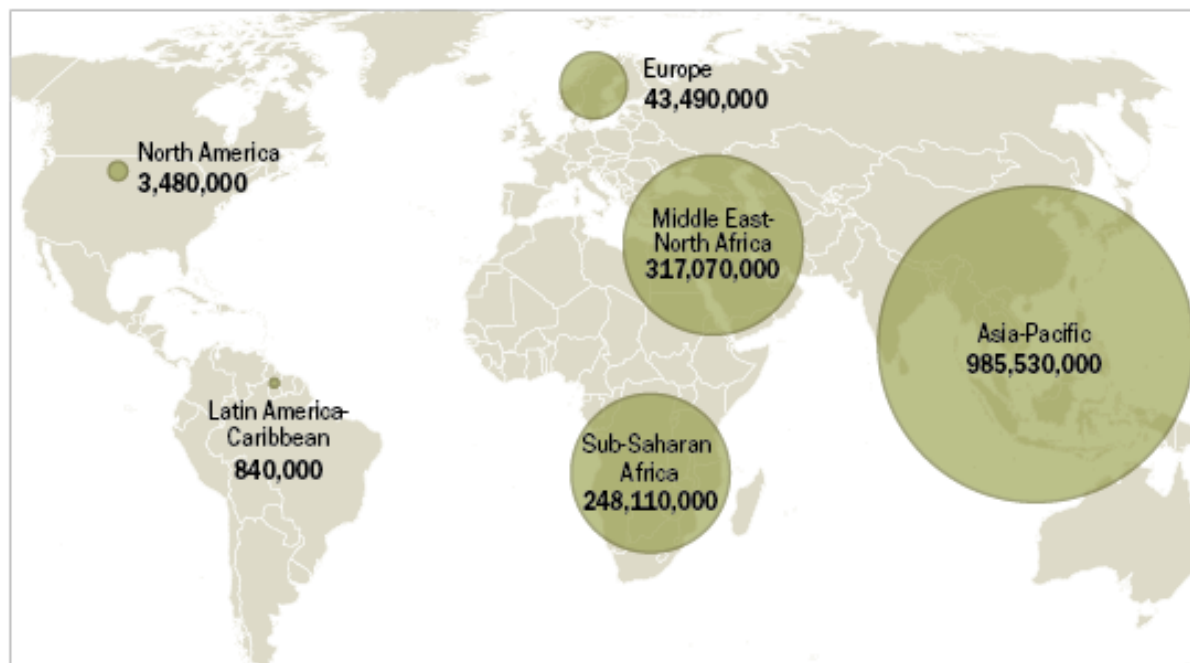 Europe
43,490,000
North America
3,480,000
Middle East-
North Africa
317,070,000
Asia-Pacific
985,530,000
Latin America-
Caribbean
840,000
Sub-Saharan
Africa
248,110,000